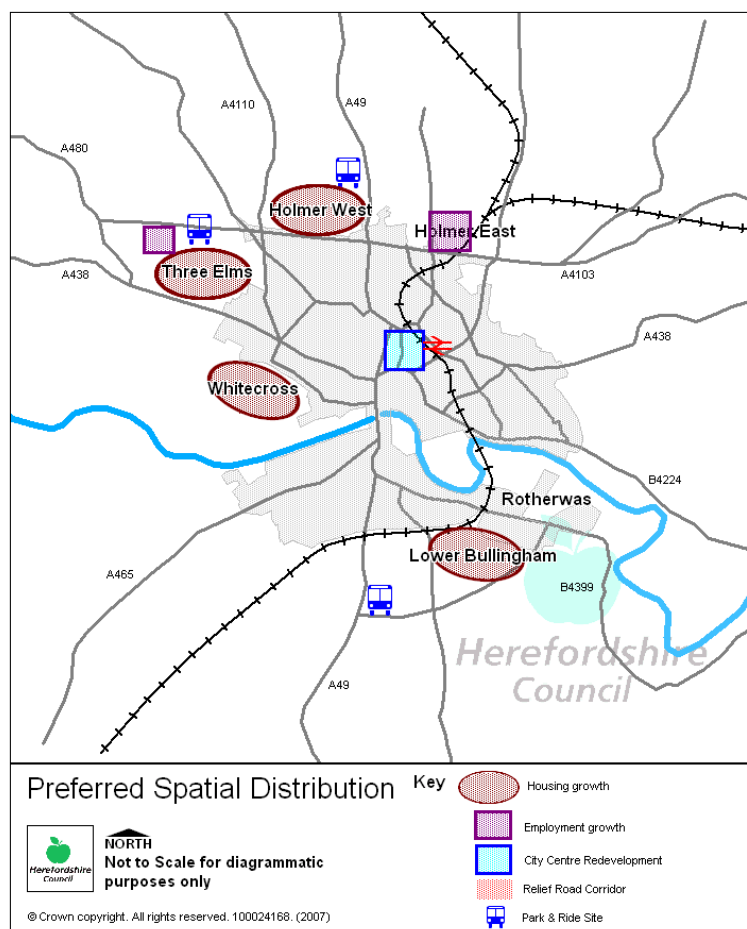 A4110
A49
A480
Holmer West
Holmer East
Three Elms
A438
A4103
A438
Whitecross
B4224
Rotherwas
Lower Bullingham
A465
B4399
Herefordshire
Council
A49
Preferred Spatial Distribution
Key
Housing growth
Employment growth
NORTH
Not to Scale for diagrammatic
purposes only
Herefordshire
Council
City Centre Redevelopment
Relief Road Corridor
Park & Ride Site
© Crown copyright. All rights reserved. 100024168. (2007)